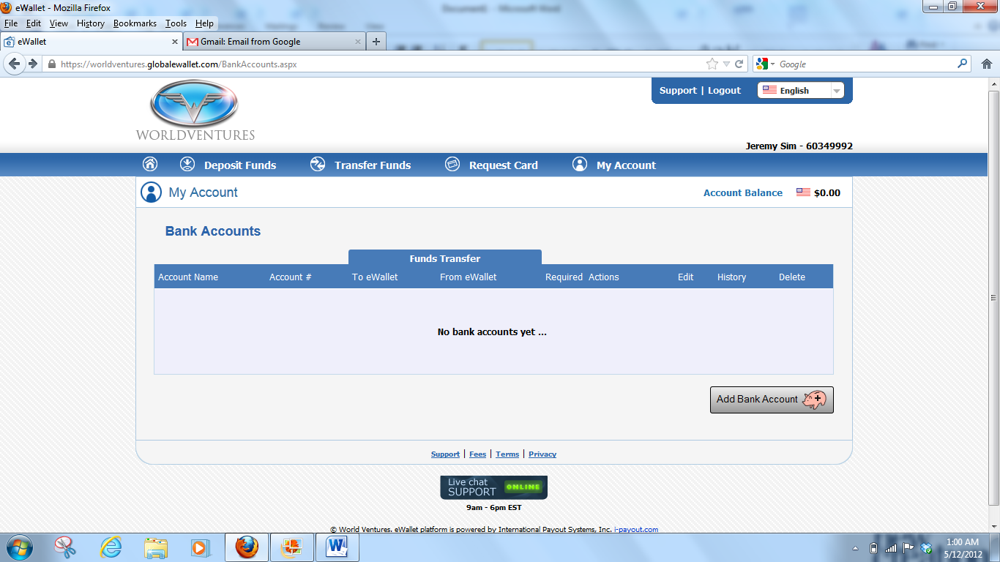 eWallet - Mozilla Firefox
File Edit View History Bookmarks Tools Help
eWallet Gmail: Email from Google
https://worldventures.globalewallet.com/BankAccounts.aspx Google
Support | Logout English
WORLDVENTURES
Jeremy Sim - 60349992
Deposit Funds Transfer Funds Request Card My Account
My Account Account Balance $0.00
Bank Accounts
Funds Transfer
Account Name Account # To eWallet From eWallet Required Actions Edit History Delete
No bank accounts yet ...
Add Bank Account
Support | Fees | Terms | Privacy
Live chat
SUPPORT ONLINE
9am - 6pm EST
© World Ventures. eWallet platform is powered by International Payout Systems, Inc. i-payout.com
1:00 AM
5/12/2012